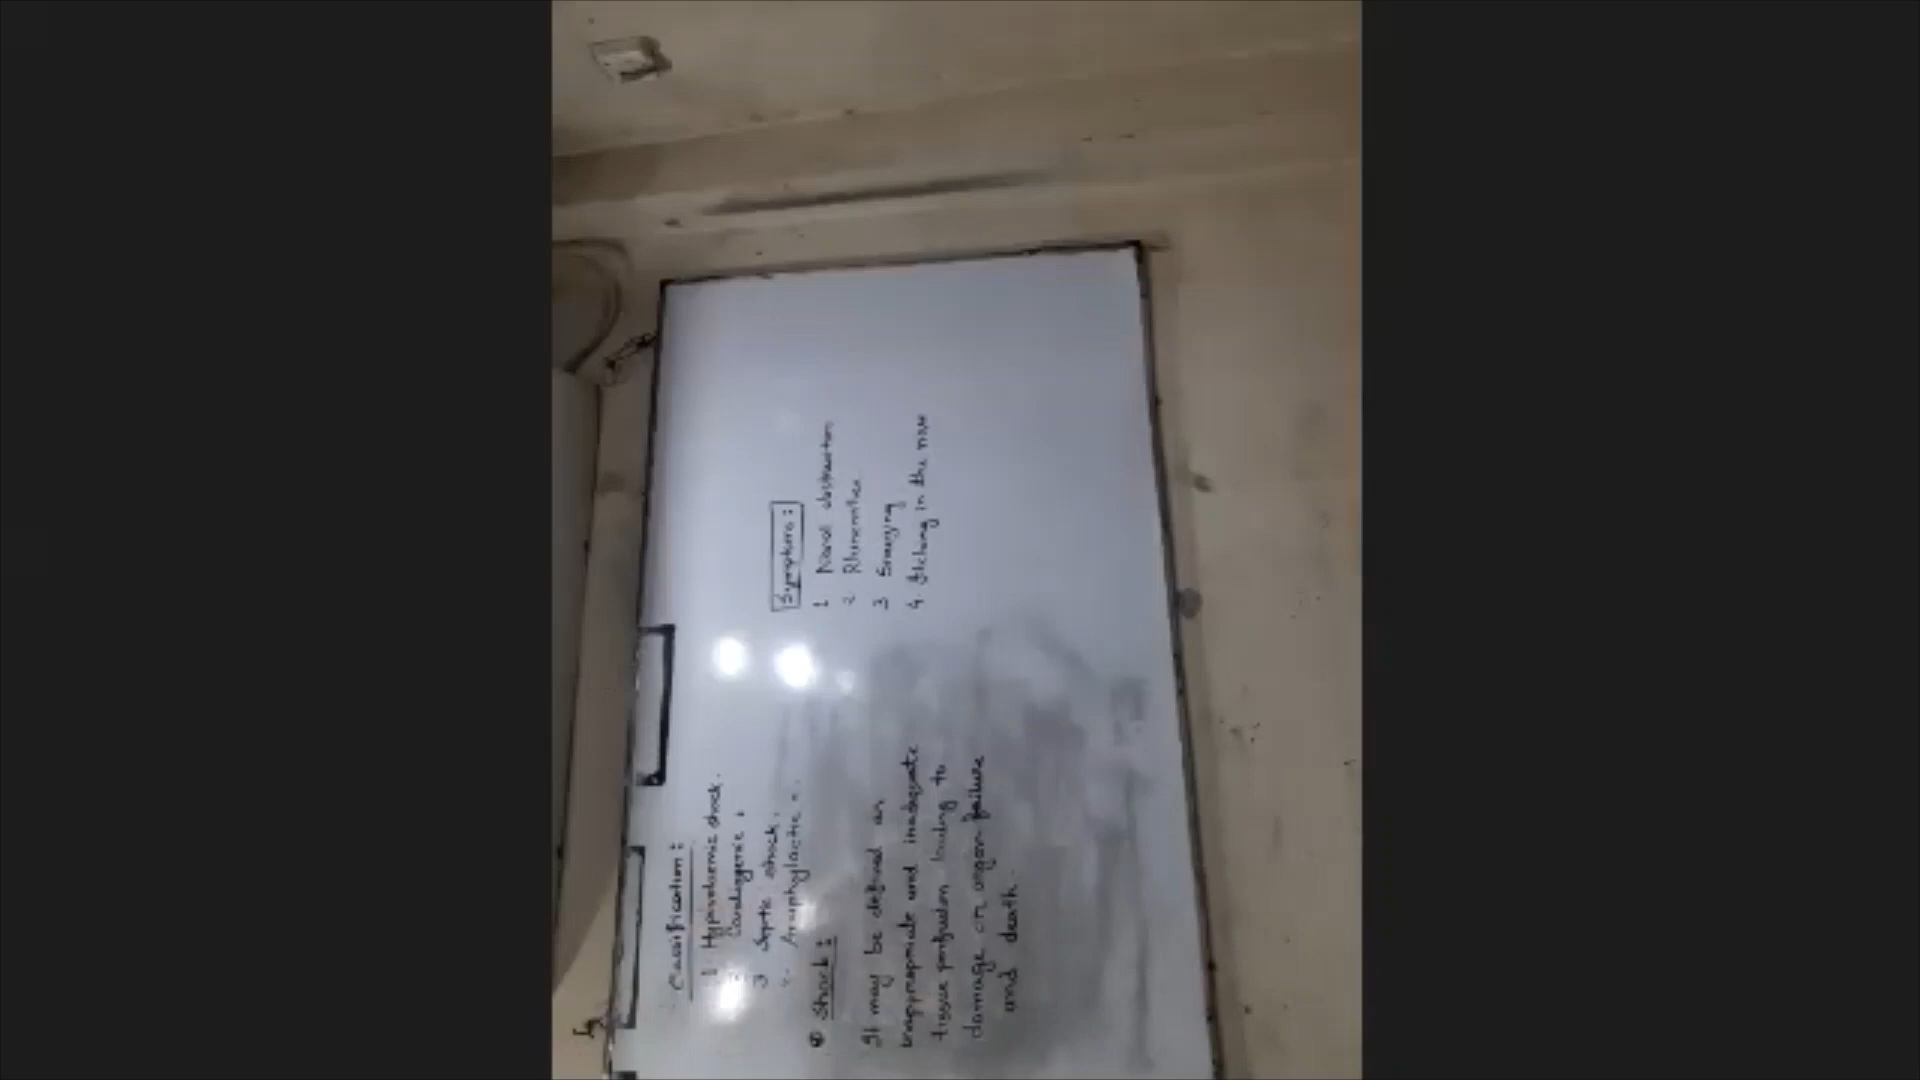 Classification:
1 Hypovolemic shock.
2 Cardiogenic "
3 Septic shock.
4. Anaphylactic ".
Shock:
It may be defined as
inappropriate and inadequate
tissue perfusion leading to
damage or organ failure
and death.
Symptoms:
1 Nasal obstruction
2 Rhinorrhea
3 Sneezing
4. Itching in the nose